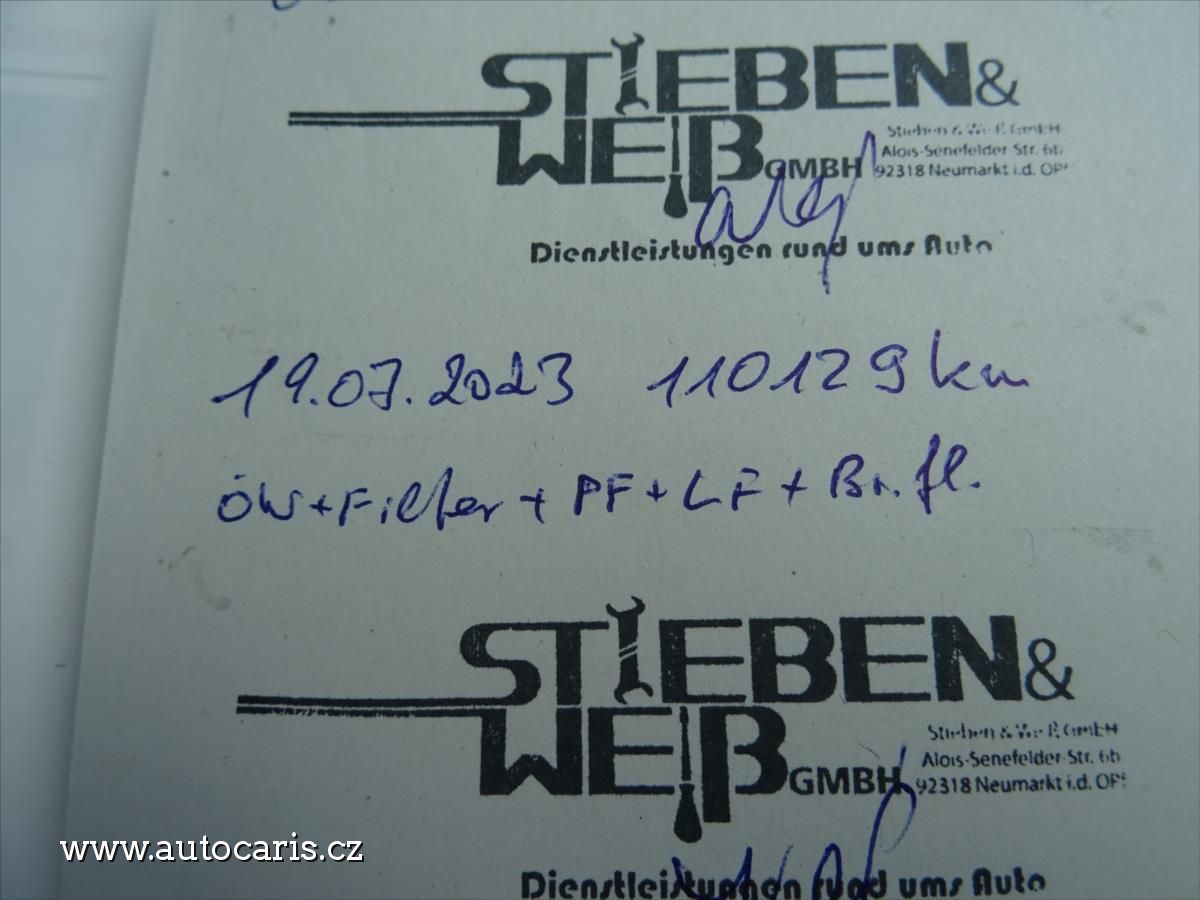 STIEBEN &
WEIß GMBH
Stieben & Weiß GmbH
Alois-Senefelder Str. 6b
92318 Neumarkt i.d. OPf
Dienstleistungen rund ums Auto
19.07.2023 110129 km
ÖW + Filter + PF + LF + Br.fl.
STIEBEN &
WEIß GMBH
Stieben & Weiß GmbH
Alois-Senefelder-Str. 6b
92318 Neumarkt i.d. OPf
www.autocaris.cz
Dienstleistungen rund ums Auto